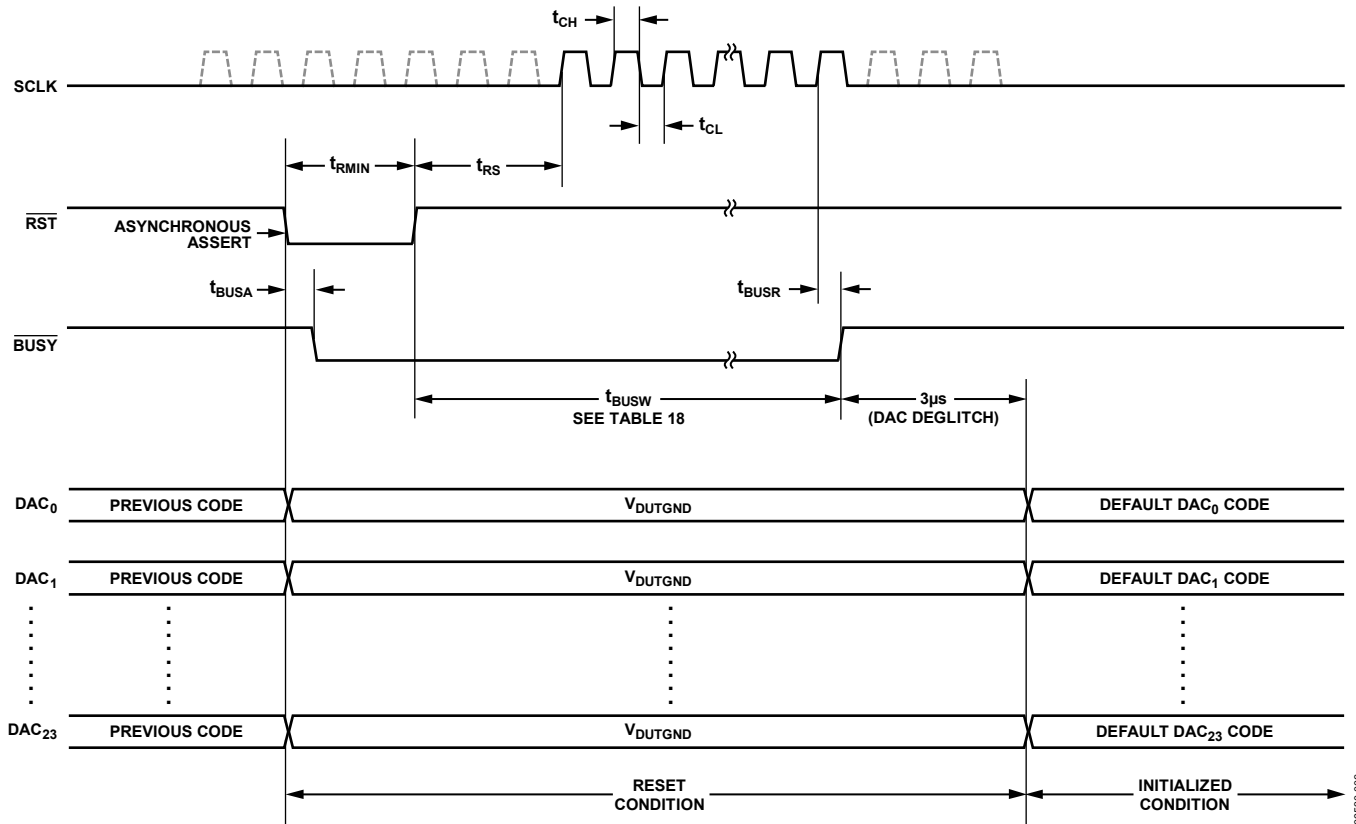 tCH
SCLK
tCL
tRMIN
tRS
RST
ASYNCHRONOUS
ASSERT
tBUSA
tBUSR
BUSY
tBUSW
SEE TABLE 18
3µs
(DAC DEGLITCH)
DAC0 PREVIOUS CODE VDUTGND DEFAULT DAC0 CODE
DAC1 PREVIOUS CODE VDUTGND DEFAULT DAC1 CODE
DAC23 PREVIOUS CODE VDUTGND DEFAULT DAC23 CODE
RESET
CONDITION
INITIALIZED
CONDITION